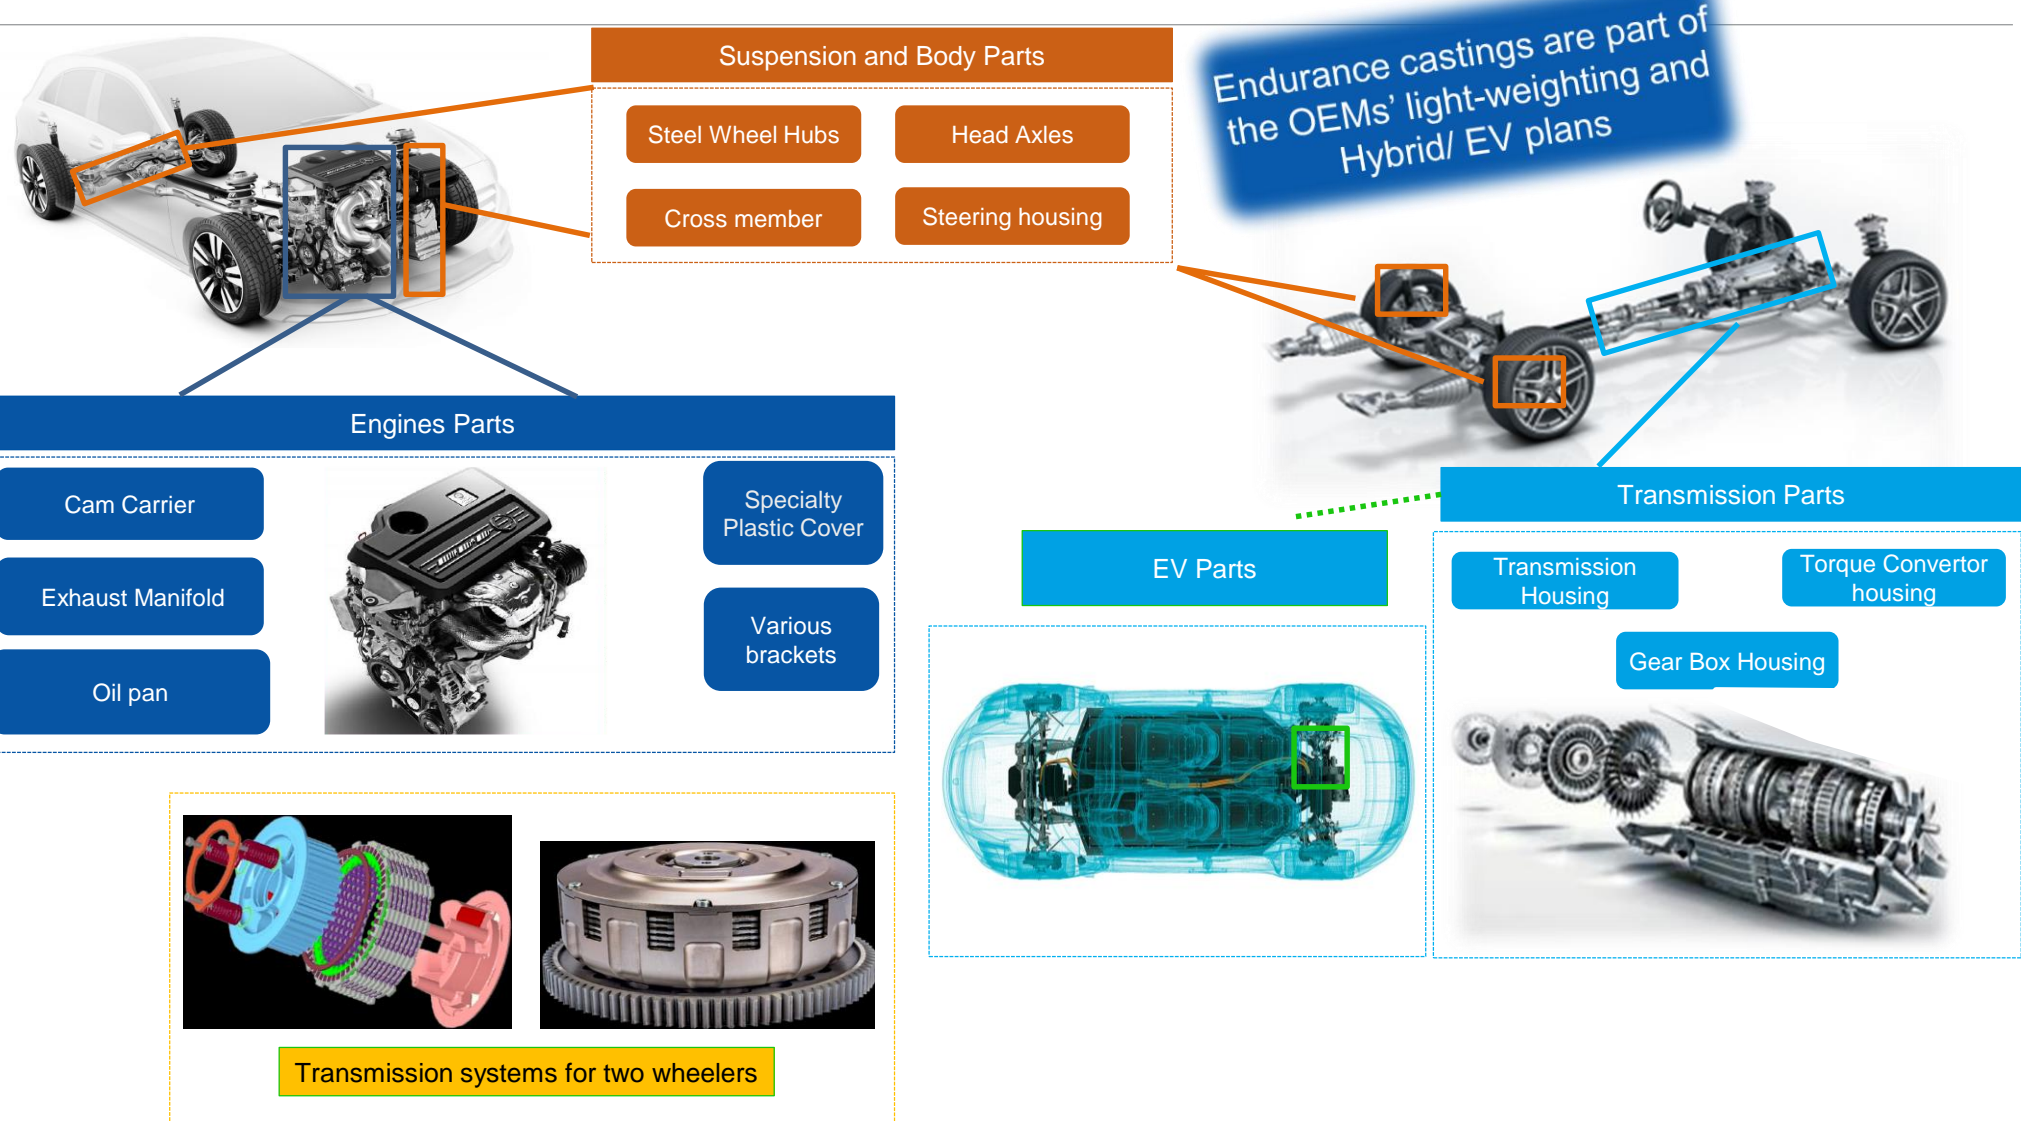 Suspension and Body Parts
Steel Wheel Hubs
Head Axles
Cross member
Steering housing
Endurance castings are part of
the OEMs’ light-weighting and
Hybrid/ EV plans
Engines Parts
Cam Carrier
Exhaust Manifold
Oil pan
Specialty
Plastic Cover
Various
brackets
EV Parts
Transmission Parts
Transmission
Housing
Torque Convertor
housing
Gear Box Housing
Transmission systems for two wheelers